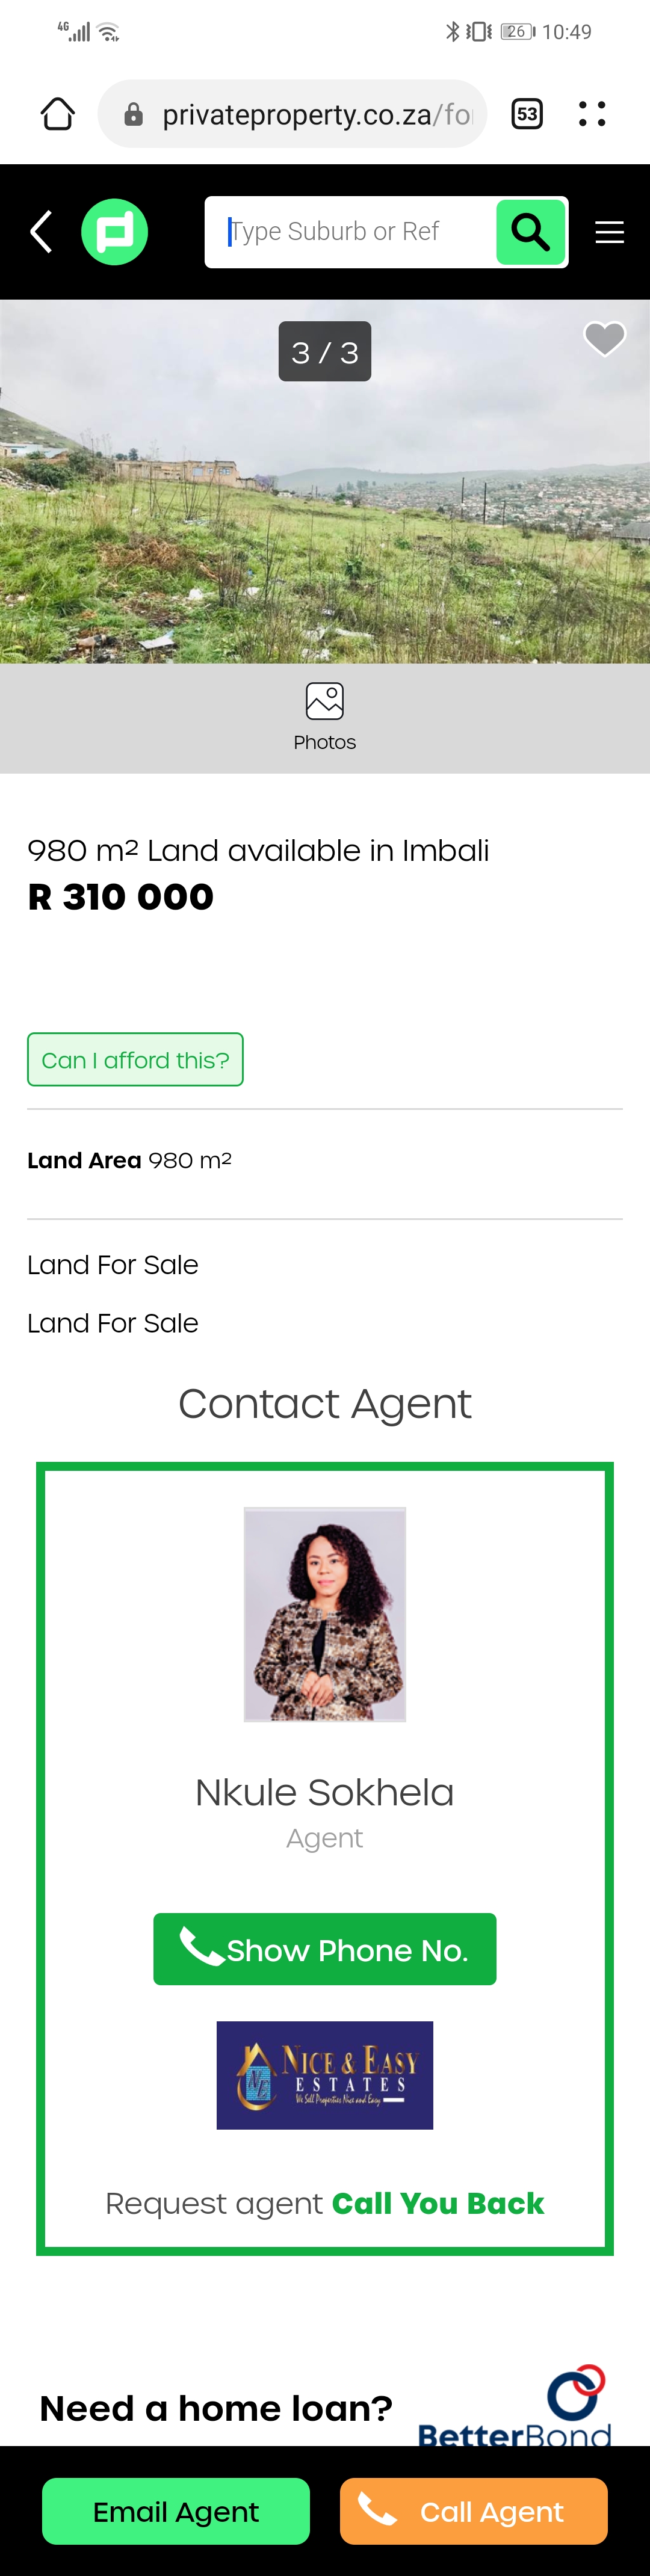 4G 26 10:49
privateproperty.co.za/fo 53
Type Suburb or Ref
3 / 3
Photos
980 m² Land available in Imbali
R 310 000
Can I afford this?
Land Area 980 m²
Land For Sale
Land For Sale
Contact Agent
Nkule Sokhela
Agent
Show Phone No.
NICE & EASY
ESTATES
We Sell Properties Nice and Easy
Request agent Call You Back
Need a home loan?
BetterBond
Email Agent
Call Agent